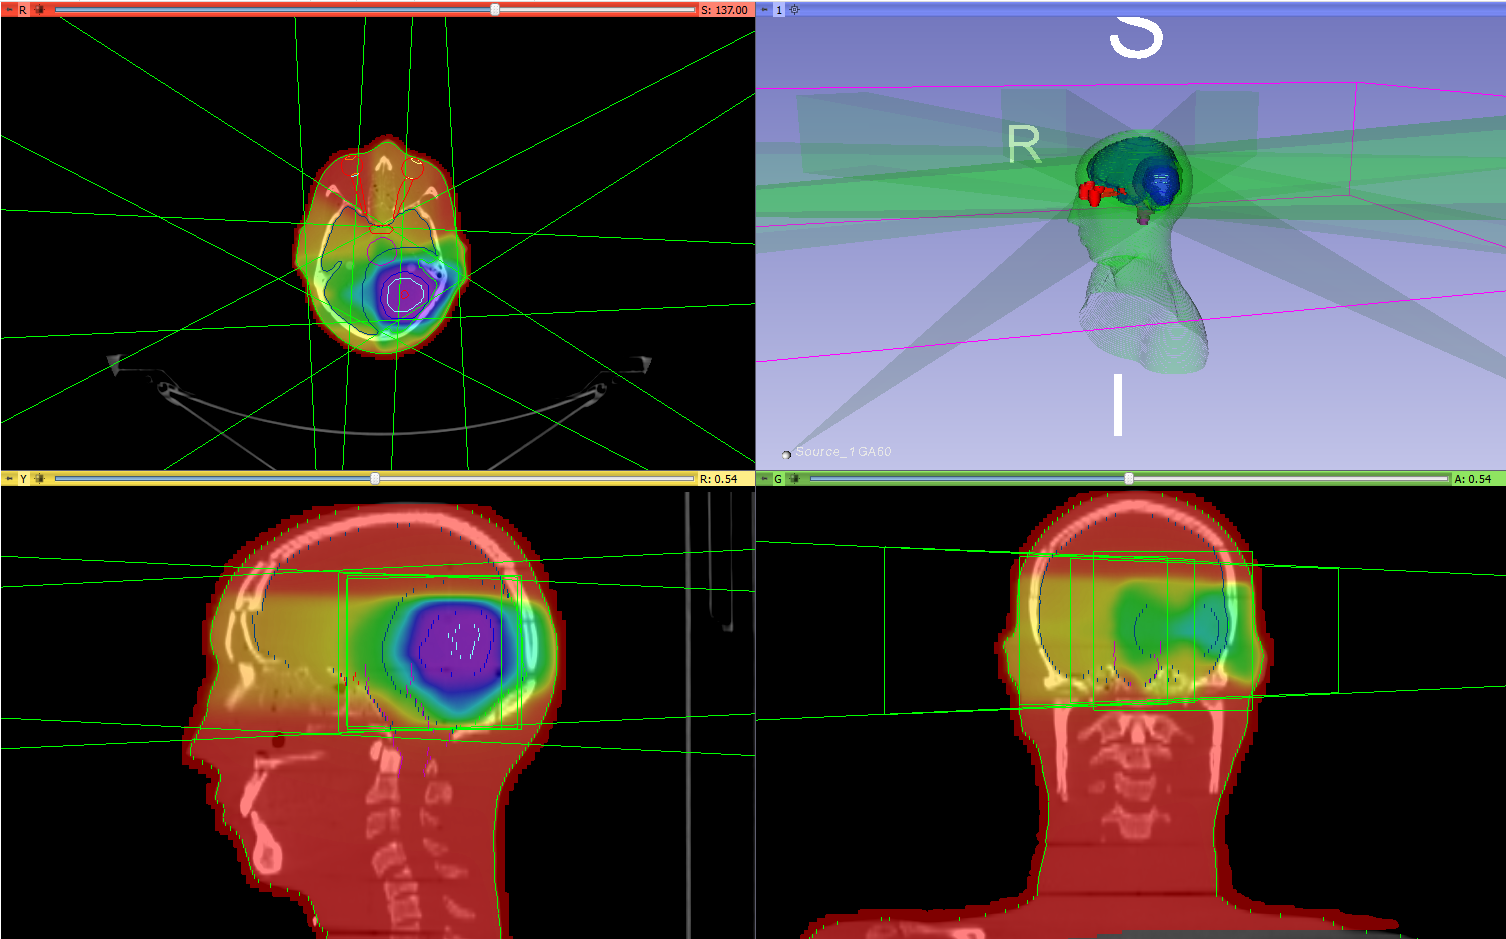 R S: 137.00
1
S
R
I
Source_1GA60
Y R: 0.54
G A: 0.54